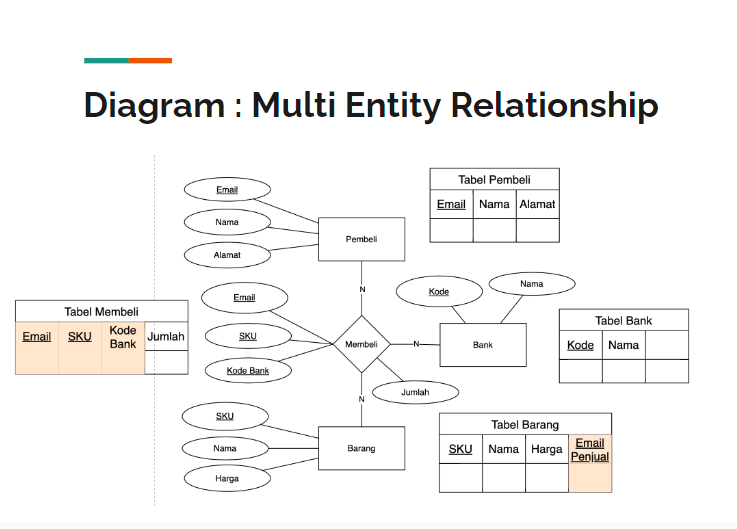 Diagram : Multi Entity Relationship
Email
Nama
Alamat
Pembeli
Tabel Pembeli
Email Nama Alamat
N
Tabel Membeli
Email SKU Kode Bank Jumlah
Email
SKU
Kode Bank
Membeli
N
Kode
Nama
Bank
Tabel Bank
Kode Nama
Jumlah
N
SKU
Nama
Harga
Barang
Tabel Barang
SKU Nama Harga Email Penjual